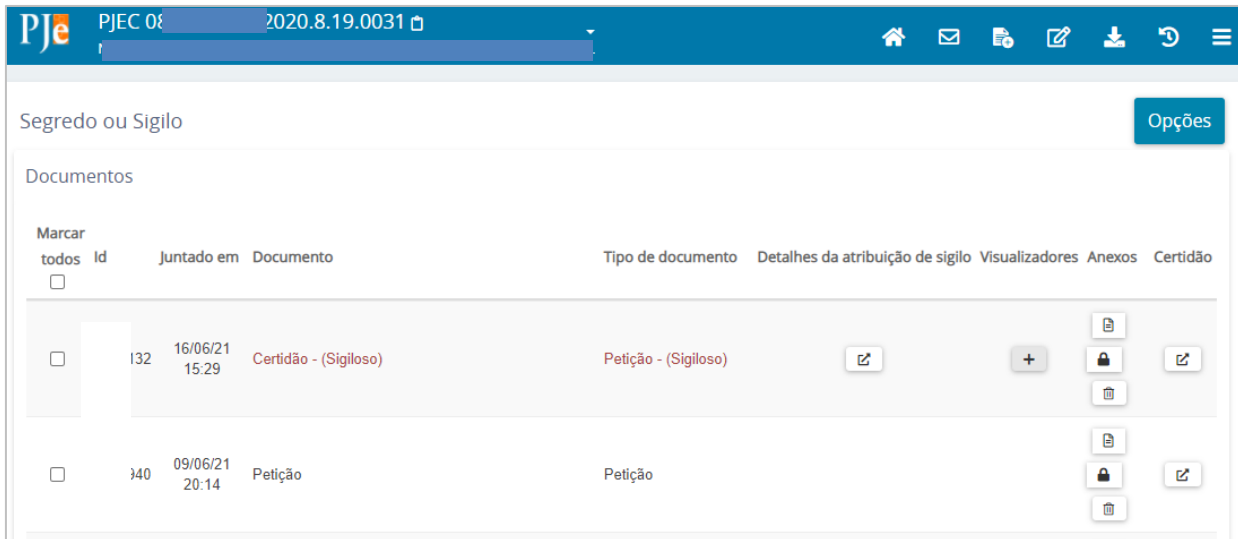 PJe
PJEC 08 2020.8.19.0031
Segredo ou Sigilo
Opções
Documentos
Marcar todos Id Juntado em Documento Tipo de documento Detalhes da atribuição de sigilo Visualizadores Anexos Certidão
132 16/06/21 15:29 Certidão - (Sigiloso) Petição - (Sigiloso)
940 09/06/21 20:14 Petição Petição